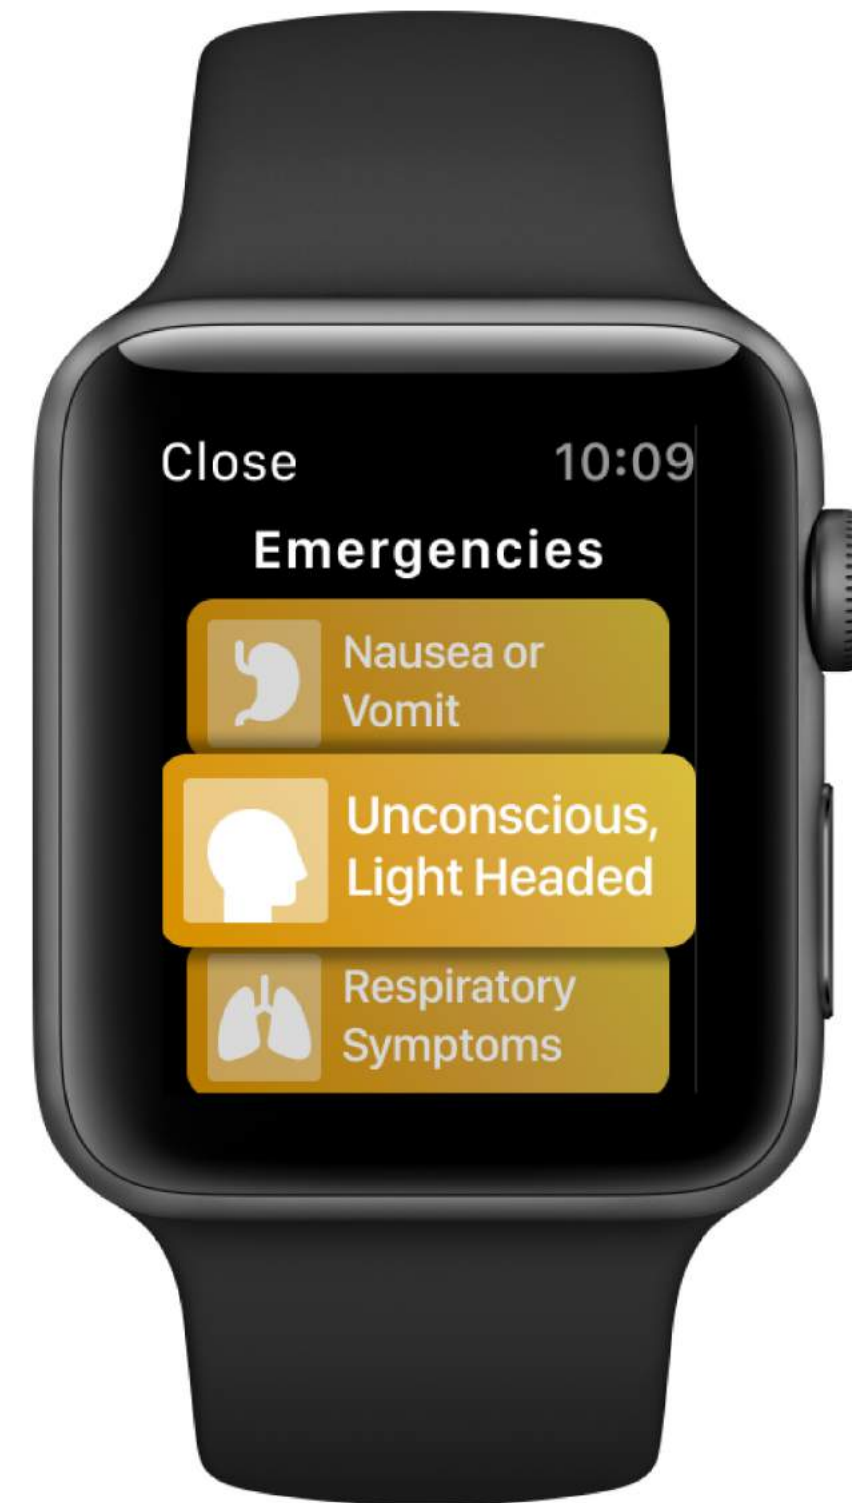 Close 10:09
Emergencies
Nausea or
Vomit
Unconscious,
Light Headed
Respiratory
Symptoms